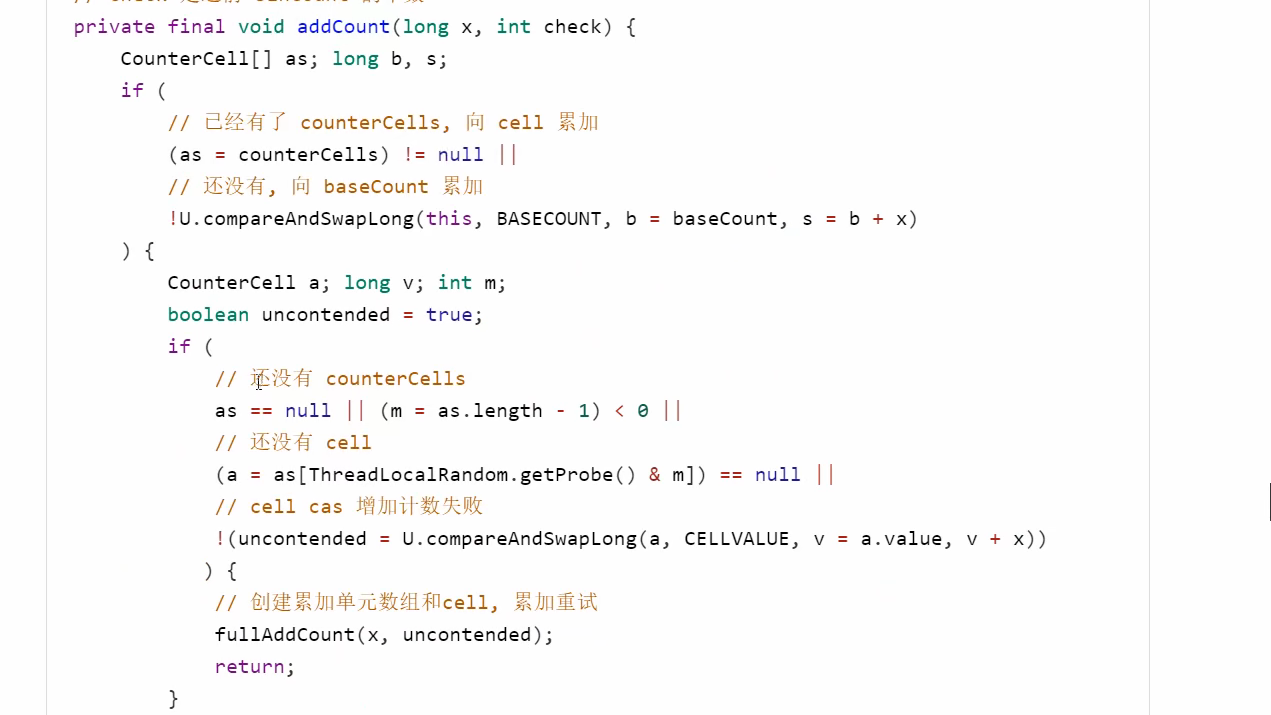 private final void addCount(long x, int check) {
CounterCell[] as; long b, s;
if (
// 已经有了 counterCells, 向 cell 累加
(as = counterCells) != null ||
// 还没有, 向 baseCount 累加
!U.compareAndSwapLong(this, BASECOUNT, b = baseCount, s = b + x)
) {
CounterCell a; long v; int m;
boolean uncontended = true;
if (
// 还没有 counterCells
as == null || (m = as.length - 1) < 0 ||
// 还没有 cell
(a = as[ThreadLocalRandom.getProbe() & m]) == null ||
// cell cas 增加计数失败
!(uncontended = U.compareAndSwapLong(a, CELLVALUE, v = a.value, v + x))
) {
// 创建累加单元数组和cell, 累加重试
fullAddCount(x, uncontended);
return;
}